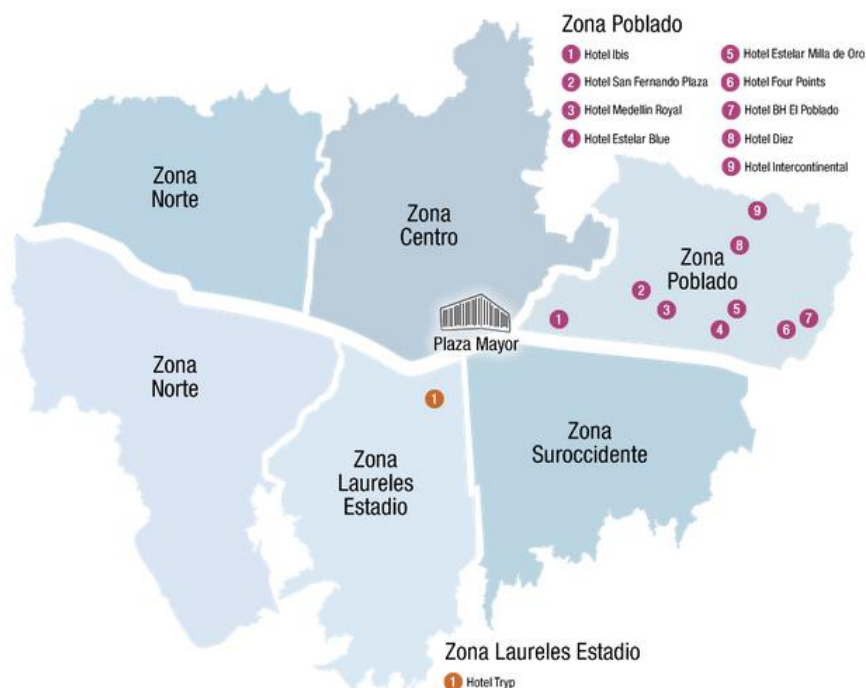 Zona Poblado
1 Hotel Ibis
2 Hotel San Fernando Plaza
3 Hotel Medellín Royal
4 Hotel Estelar Blue
5 Hotel Estelar Milla de Oro
6 Hotel Four Points
7 Hotel BH El Poblado
8 Hotel Diez
9 Hotel Intercontinental
Zona
Norte
Zona
Centro
Zona
Poblado
9
8
2
3
5
1
4
6
7
Plaza Mayor
Zona
Norte
1
Zona
Laureles
Estadio
Zona
Suroccidente
Zona Laureles Estadio
1 Hotel Tryp